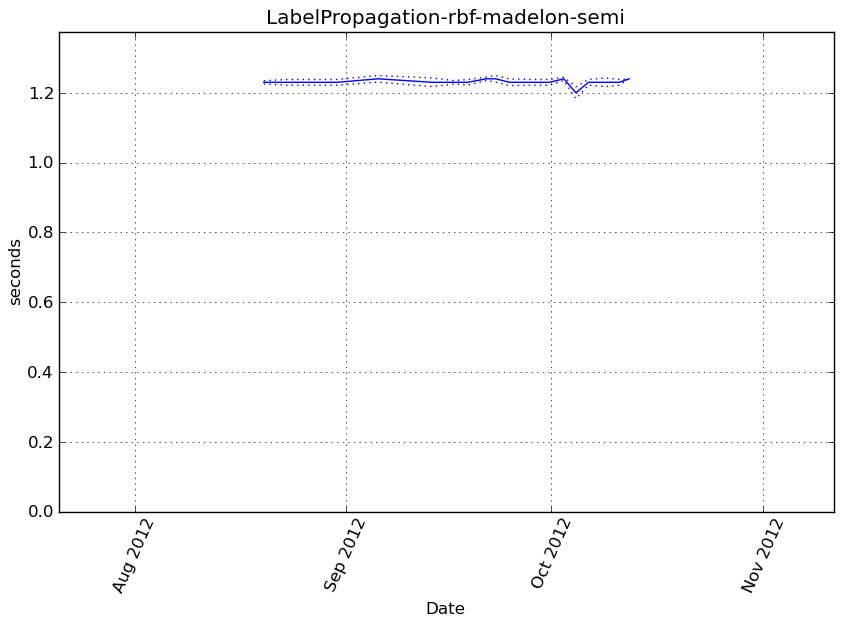 LabelPropagation-rbf-madelon-semi
1.2
1.0
0.8
0.6
0.4
0.2
0.0
seconds
Aug 2012
Sep 2012
Oct 2012
Nov 2012
Date